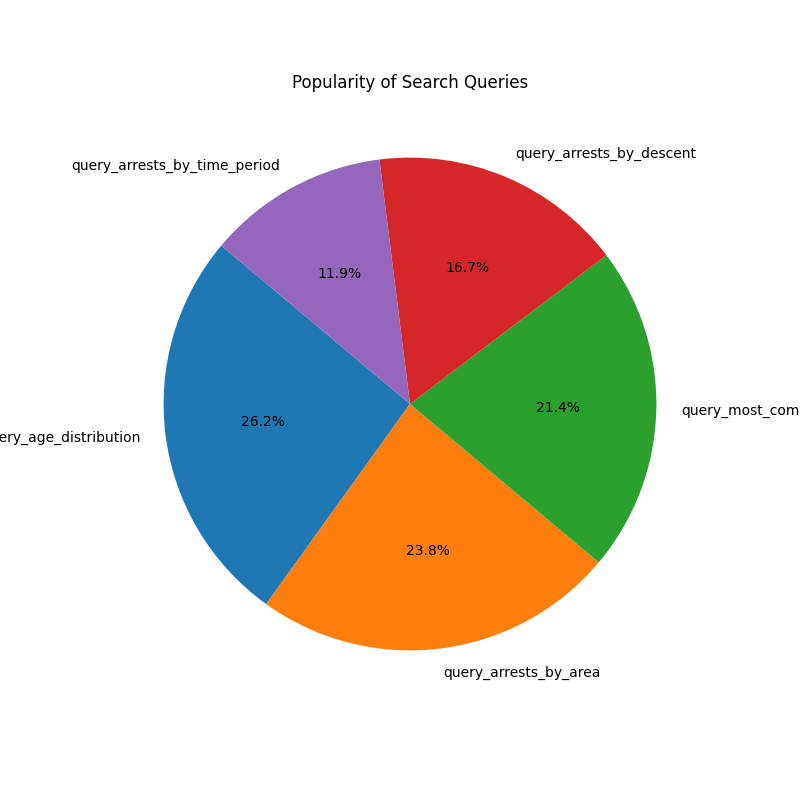 Popularity of Search Queries
query_arrests_by_time_period
query_arrests_by_descent
11.9%
16.7%
26.2%
21.4%
ery_age_distribution
query_most_com
23.8%
query_arrests_by_area